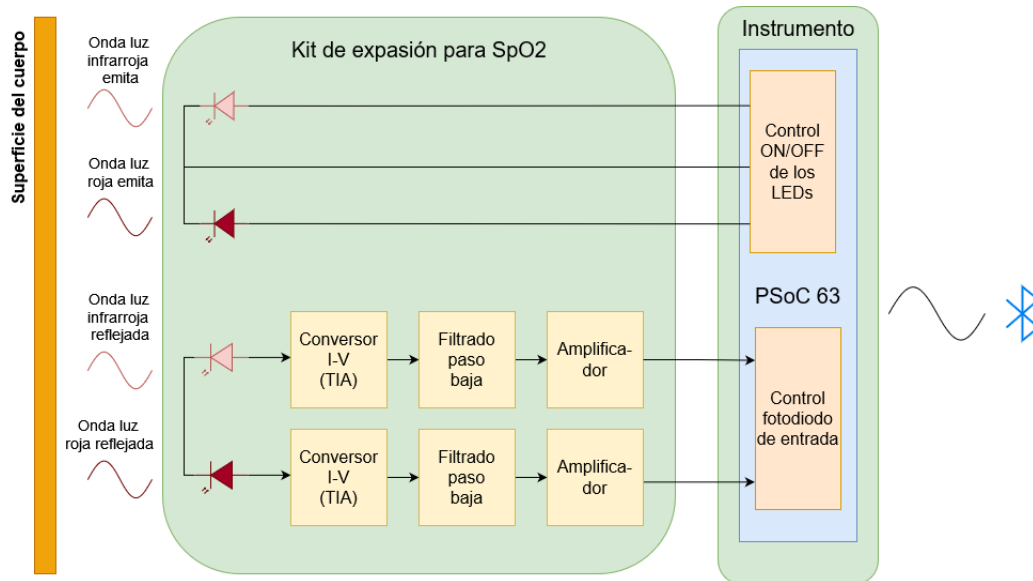 Superficie del cuerpo
Onda luz
infrarroja
emita
Onda luz
roja emita
Onda luz
infrarroja
reflejada
Onda luz
roja reflejada
Kit de expasión para SpO2
Conversor
I-V
(TIA)
Filtrado
paso
baja
Amplifica-
dor
Conversor
I-V
(TIA)
Filtrado
paso
baja
Amplifica-
dor
Instrumento
Control
ON/OFF
de los
LEDs
PSoC 63
Control
fotodiodo
de entrada